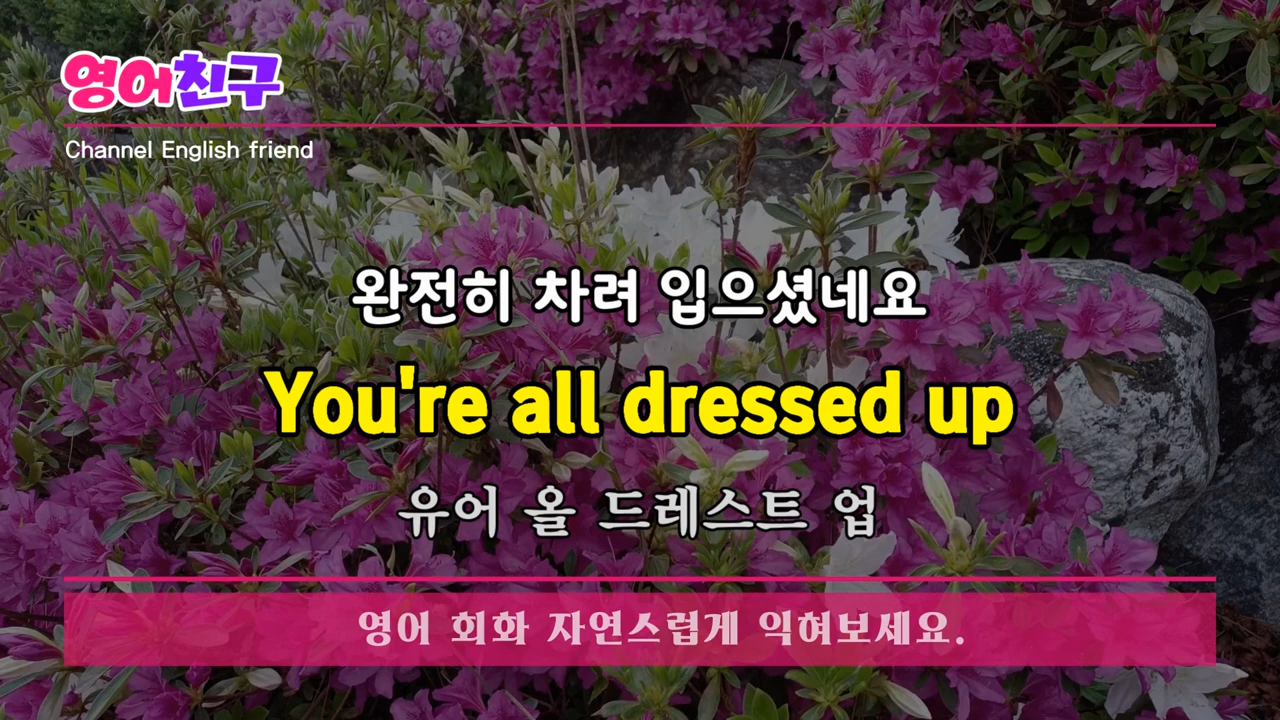 영어친구
Channel English friend
완전히 차려 입으셨네요
You're all dressed up
유어 올 드레스트 업
영어 회화 자연스럽게 익혀보세요.